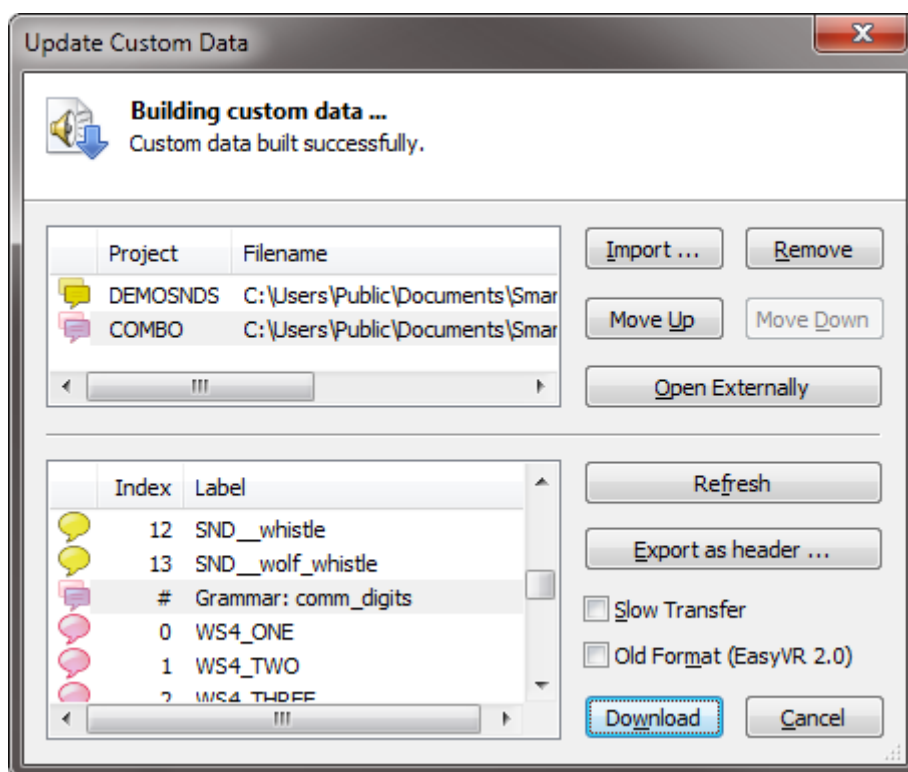 Update Custom Data
Building custom data ...
Custom data built successfully.
Project Filename
DEMOSNDS C:\Users\Public\Documents\Smar
COMBO C:\Users\Public\Documents\Smar
Import ...
Remove
Move Up
Move Down
Open Externally
Index Label
12 SND__whistle
13 SND__wolf_whistle
# Grammar: comm_digits
0 WS4_ONE
1 WS4_TWO
2 WS4_THREE
Refresh
Export as header ...
Slow Transfer
Old Format (EasyVR 2.0)
Download
Cancel